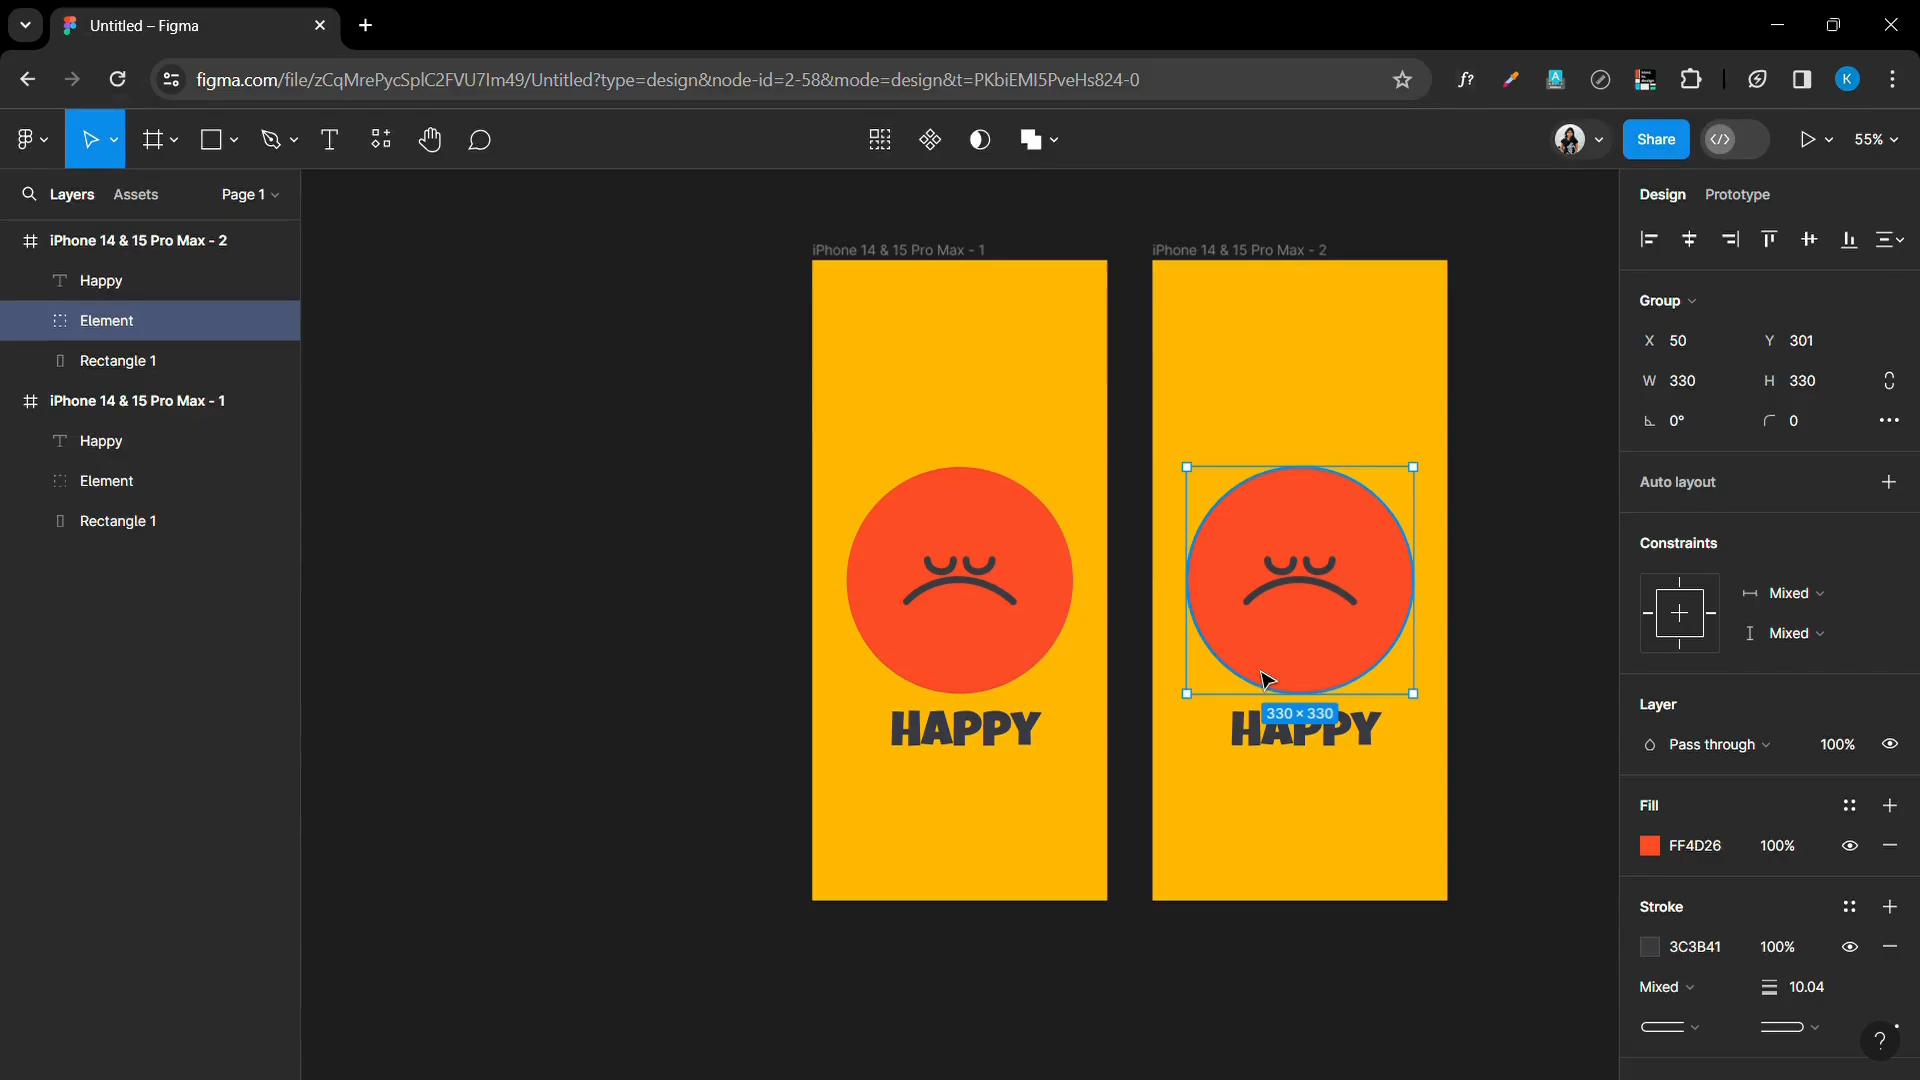 Untitled – Figma
figma.com/file/zCqMrePycSplC2FVU7Im49/Untitled?type=design&node-id=2-58&mode=design&t=PKbiEMI5PveHs824-0
f?
A
K
T
Share
</>
55%
Layers Assets Page 1
iPhone 14 & 15 Pro Max - 2
Happy
Element
Rectangle 1
iPhone 14 & 15 Pro Max - 1
Happy
Element
Rectangle 1
iPhone 14 & 15 Pro Max - 1
HAPPY
iPhone 14 & 15 Pro Max - 2
330 × 330
HAPPY
Design Prototype
Group
X 50 Y 301
W 330 H 330
0° 0
Auto layout
Constraints
Mixed
Mixed
Layer
Pass through 100%
Fill
FF4D26 100%
Stroke
3C3B41 100%
Mixed 10.04
?